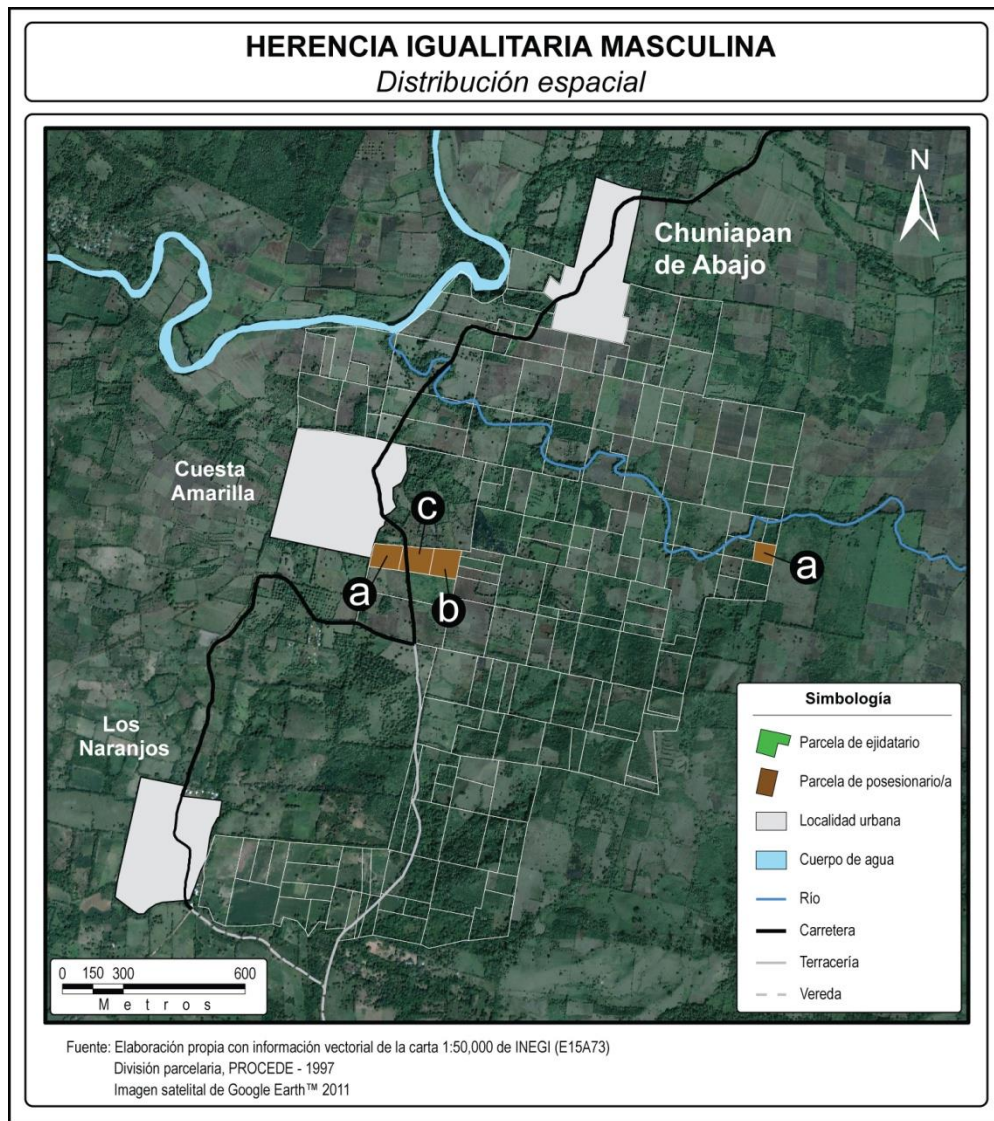 HERENCIA IGUALITARIA MASCULINA
Distribución espacial
N
Chuniapan
de Abajo
Cuesta
Amarilla
c
a
b
a
Los
Naranjos
Simbología
Parcela de ejidatario
Parcela de posesionario/a
Localidad urbana
Cuerpo de agua
Río
Carretera
Terracería
Vereda
0 150 300 600
Metros
Fuente: Elaboración propia con información vectorial de la carta 1:50,000 de INEGI (E15A73)
División parcelaria, PROCEDE - 1997
Imagen satelital de Google Earth™ 2011